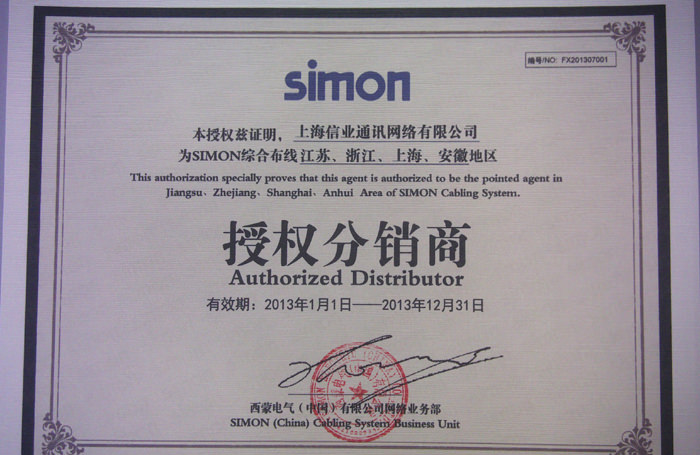 编号/NO: FX201307001
simon
本授权兹证明，上海信业通讯网络有限公司
为SIMON综合布线江苏、浙江、上海、安徽地区
This authorization specially proves that this agent is authorized to be the pointed agent in
Jiangsu、Zhejiang、Shanghai、Anhui Area of SIMON Cabling System.
授权分销商
Authorized Distributor
有效期：2013年1月1日——2013年12月31日
西蒙电气（中国）有限公司网络业务部
SIMON (China) Cabling System Business Unit